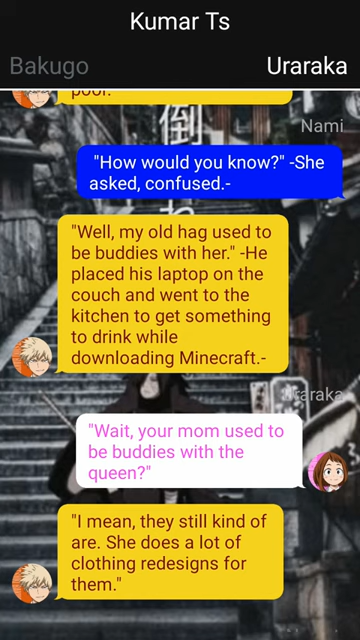 Kumar Ts
Bakugo
Uraraka
poor."
Nami
"How would you know?" -She
asked, confused.-
"Well, my old hag used to
be buddies with her." -He
placed his laptop on the
couch and went to the
kitchen to get something
to drink while
downloading Minecraft.-
Uraraka
"Wait, your mom used to
be buddies with the
queen?"
"I mean, they still kind of
are. She does a lot of
clothing redesigns for
them."